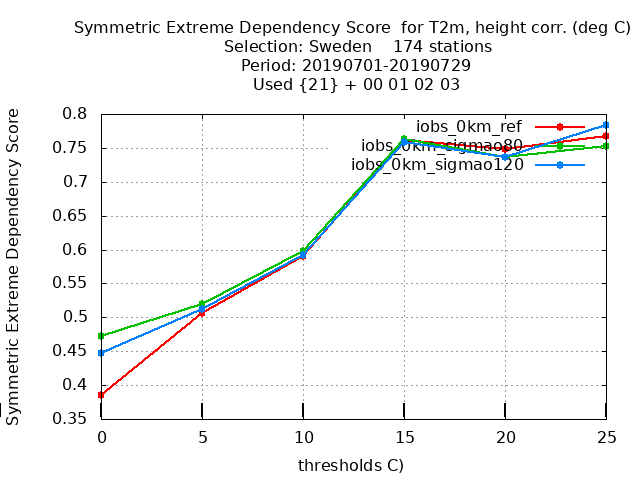 Symmetric Extreme Dependency Score  for T2m, height corr. (deg C)
Selection: Sweden    174 stations
Period: 20190701-20190729
Used {21} + 00 01 02 03
Symmetric Extreme Dependency Score
0.8
0.75
0.7
0.65
0.6
0.55
0.5
0.45
0.4
0.35
iobs_0km_ref
iobs_0km_sigmao80
iobs_0km_sigmao120
0 5 10 15 20 25
thresholds C)